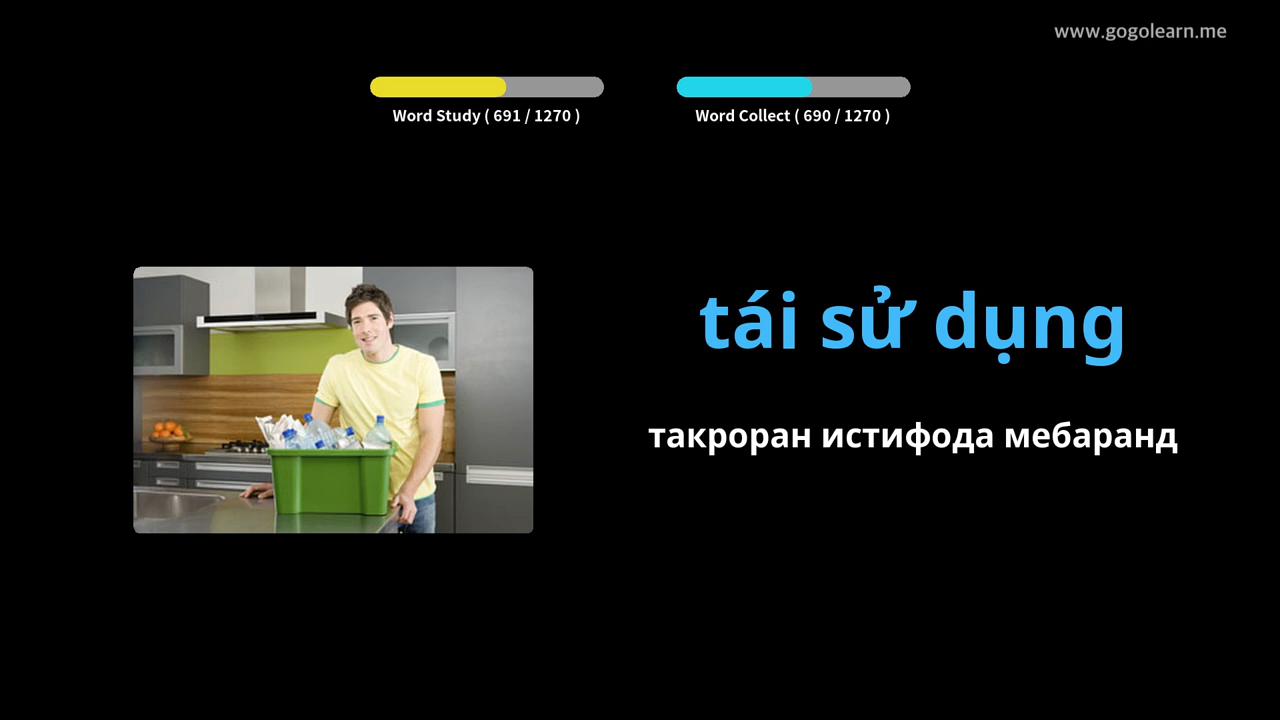 www.gogolearn.me
Word Study ( 691 / 1270 )
Word Collect ( 690 / 1270 )
tái sử dụng
такроран истифода мебаранд